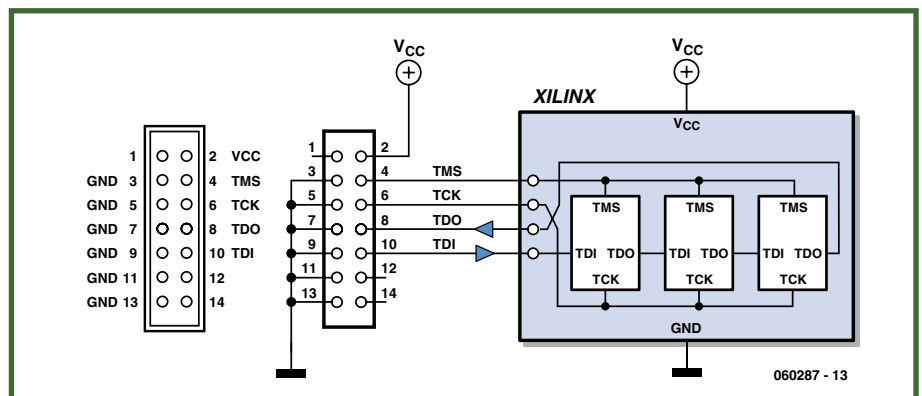 VCC
VCC
XILINX
VCC
1 2 VCC
GND 3 4 TMS
GND 5 6 TCK
GND 7 8 TDO
GND 9 10 TDI
GND 11 12
GND 13 14
1 2
3 4 TMS
5 6 TCK
7 8 TDO
9 10 TDI
11 12
13 14
TMS TMS TMS
TDI TDO TDI TDO TDI TDO
TCK TCK TCK
GND
060287 - 13